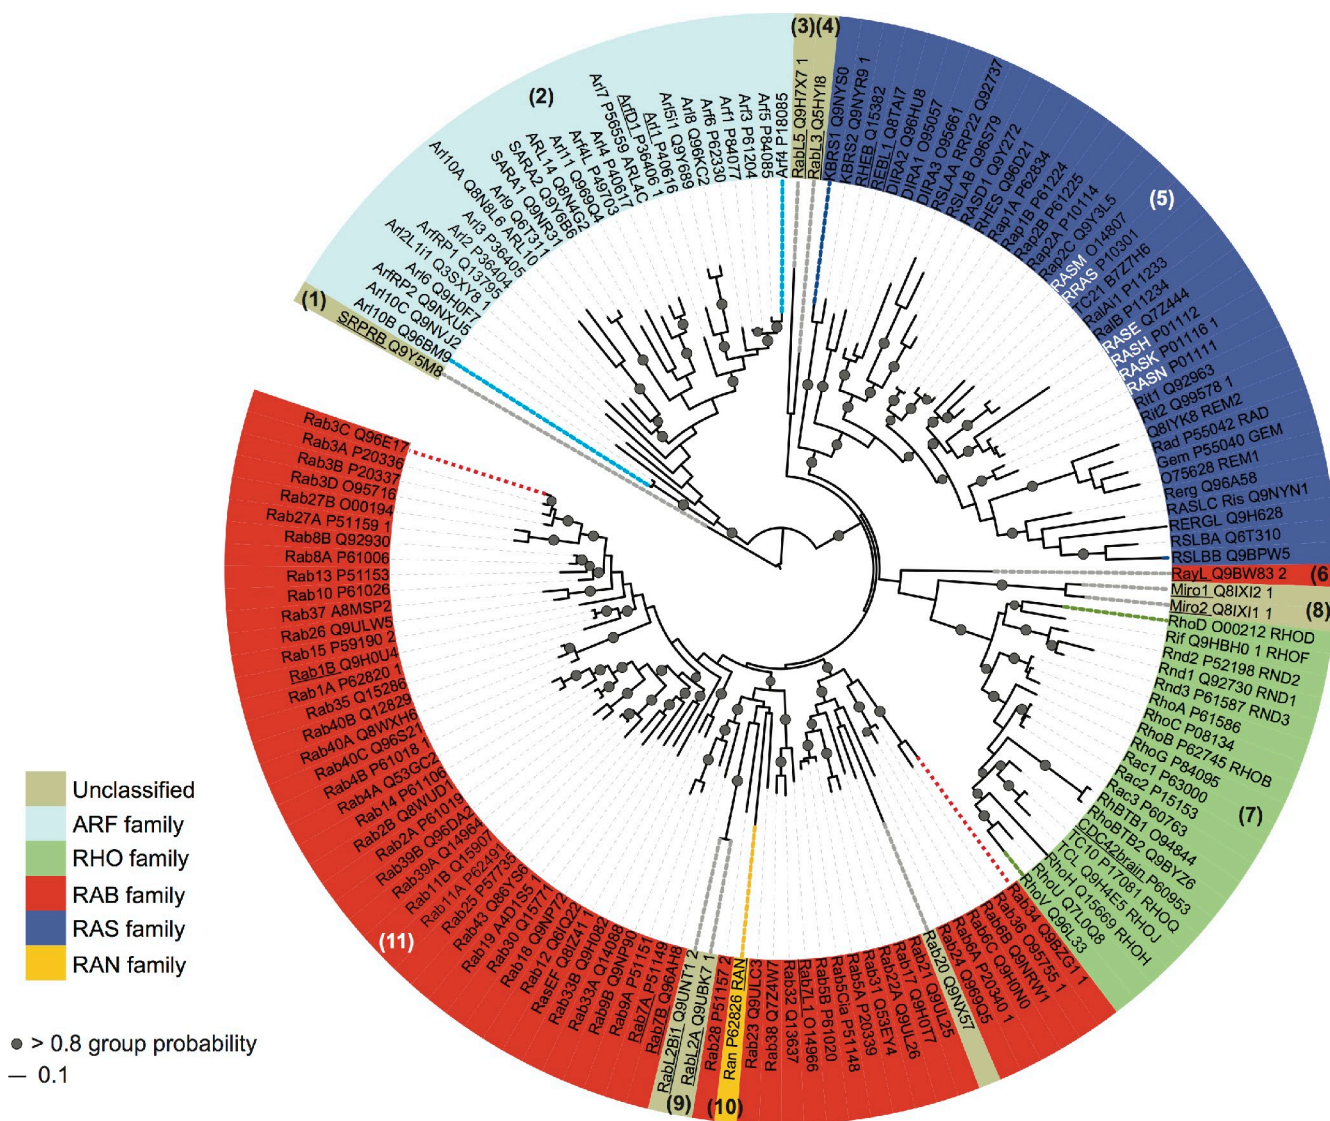 (1)
SRPRB Q9Y5M8
(2)
Arl10B Q96BM9
Arl10C Q9NVJ2
ArfRP2 Q9NXU5
Arl6 Q9H0F7
Arl2L1i1 Q3SXY8 1
ArfRP1 Q13795
Arl2 P36404
Arl3 P36405
Arl9 Q6T311
Arl10A Q8N8L6 ARL10
SARA1 Q9NR31
SARA2 Q9Y6B6
ARL14 Q8N4G2
Arl11 Q969Q4
Arf4L P49703
Arl4 P40617
Arl7 P56559 ARL4C
ArfD1 P36406 1
Arl1 P40616
Arl5i1 Q9Y689
Arl8 Q96KC2
Arf6 P62330
Arf1 P84077
Arf3 P61204
Arf5 P84085
Arf4 P18085
(3)(4)
RabL5 Q9H7X7 1
RabL3 Q5HYI8
(5)
KBRS1 Q9NYS0
KBRS2 Q9NYR9 1
RHEB Q15382
REBL1 Q8TAI7
DIRA2 Q96HU8
DIRA1 O95057
DIRA3 O95661
RSLAA RRP22 Q92737
RSLAB Q96S79
RASD1 Q9Y272
RHES Q96D21
Rap1A P62834
Rap1B P61224
Rap2B P61225
Rap2A P10114
Rap2C Q9Y3L5
RASM O14807
RRAS P10301
TC21 B7Z7H6
RalAi1 P11233
RalB P11234
RASE Q7Z444
RASH P01112
RASK P01116 1
RASN P01111
Rit1 Q92963
Rit2 Q99578 1
Q8IYK8 REM2
Rad P55042 RAD
Gem P55040 GEM
O75628 REM1
Rerg Q96A58
RASLC Ris Q9NYN1
RERGL Q9H628
RSLBA Q6T310
RSLBB Q9BPW5
RayL Q9BW83 2
(6)
Miro1 Q8IXI2 1
Miro2 Q8IXI1 1
(8)
RhoD O00212 RHOD
Rif Q9HBH0 1 RHOF
Rnd2 P52198 RND2
Rnd1 Q92730 RND1
Rnd3 P61587 RND3
RhoA P61586
RhoC P08134
RhoB P62745 RHOB
RhoG P84095
Rac1 P63000
Rac2 P15153
Rac3 P60763
(7)
RhBTB1 O94844
RhoBTB2 Q9BYZ6
iCDC42brain P60953
TC10 P17081 RHOQ
TCL Q9H4E5 RHOJ
RhoH Q15669 RHOH
RhoU Q7L0Q8
RhoV Q96L33
Rab34 Q9BZG1 1
Rab36 O95755 1
Rab6B Q9NRW1
Rab6C Q9H0N0
Rab6A P20340 1
Rab24 Q969Q5
Rab20 Q9NX57
Rab21 Q9UL25
Rab17 Q9H0T7
Rab22A Q9UL26
Rab31 Q53EY4
Rab5A P20339
Rab5Cia P51148
Rab5B P61020
Rab7L1 O14966
Rab32 Q13637
Rab38 Q7Z4W1
Rab23 Q9ULC3
Ran P62826 RAN
(10)
Rab28 P51157 2
RabL2A Q9UBK7 1
RabL2Bi1 Q9UNT1 2
(9)
Rab7B Q96AH8
Rab7A P51149
Rab9A P51151
Rab9B Q9NP90
Rab33A Q14088
Rab33B Q9H082
RasEF Q8IZ41 1
Rab12 Q6IQ22
Rab18 Q9NP72
Rab30 Q15771
Rab19 A4D1S5 1
Rab43 Q86YS6
Rab25 P57735
Rab11A P62491
Rab11B Q15907
Rab39A Q14964
Rab39B Q96DA2
Rab2A P61019
Rab2B Q8WUD1
Rab14 P61106
Rab4A Q53GC2
Rab4B P61018 1
Rab40C Q96S21
Rab40A Q8WXH6
Rab40B Q12829
Rab35 Q15286
Rab1A P62820 1
Rab1B Q9H0U4
Rab15 P59190 2
Rab26 Q9ULW5
Rab37 A8MSP2
Rab10 P61026
Rab13 P51153
Rab8A P61006
Rab8B Q92930
Rab27A P51159 1
Rab27B O00194
Rab3D O95716
Rab3B P20337
Rab3A P20336
Rab3C Q96E17
(11)
Unclassified
ARF family
RHO family
RAB family
RAS family
RAN family
> 0.8 group probability
0.1